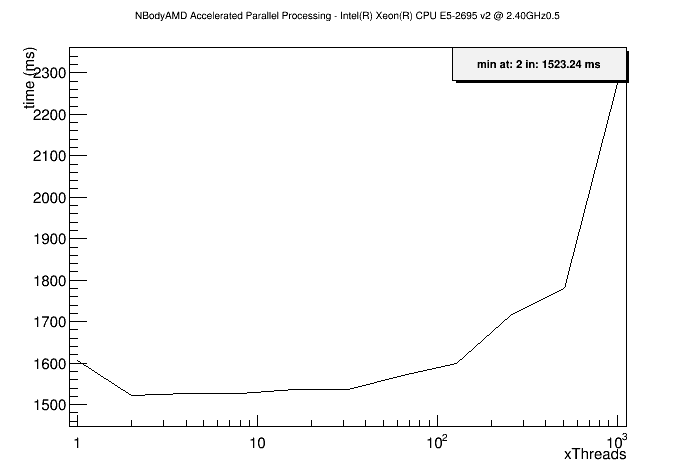 NBodyAMD Accelerated Parallel Processing - Intel(R) Xeon(R) CPU E5-2695 v2 @ 2.40GHz0.5
min at: 2 in: 1523.24 ms
time (ms)
2300
2200
2100
2000
1900
1800
1700
1600
1500
1 10 10² 10³
xThreads